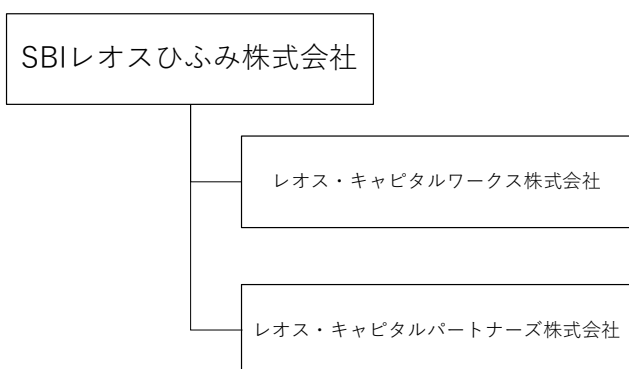 SBIレオスひふみ株式会社
レオス・キャピタルワークス株式会社
レオス・キャピタルパートナーズ株式会社